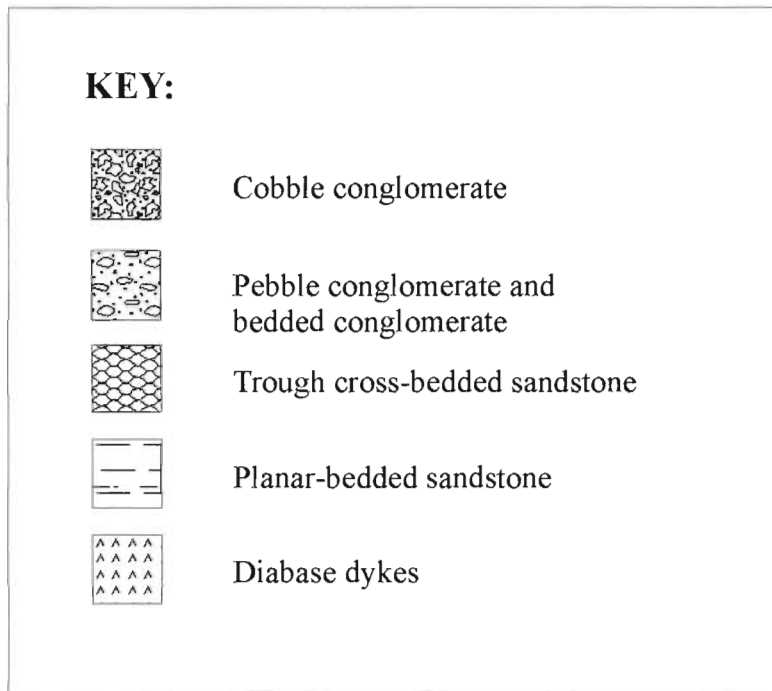 KEY:
Cobble conglomerate
Pebble conglomerate and
bedded conglomerate
Trough cross-bedded sandstone
Planar-bedded sandstone
Diabase dykes